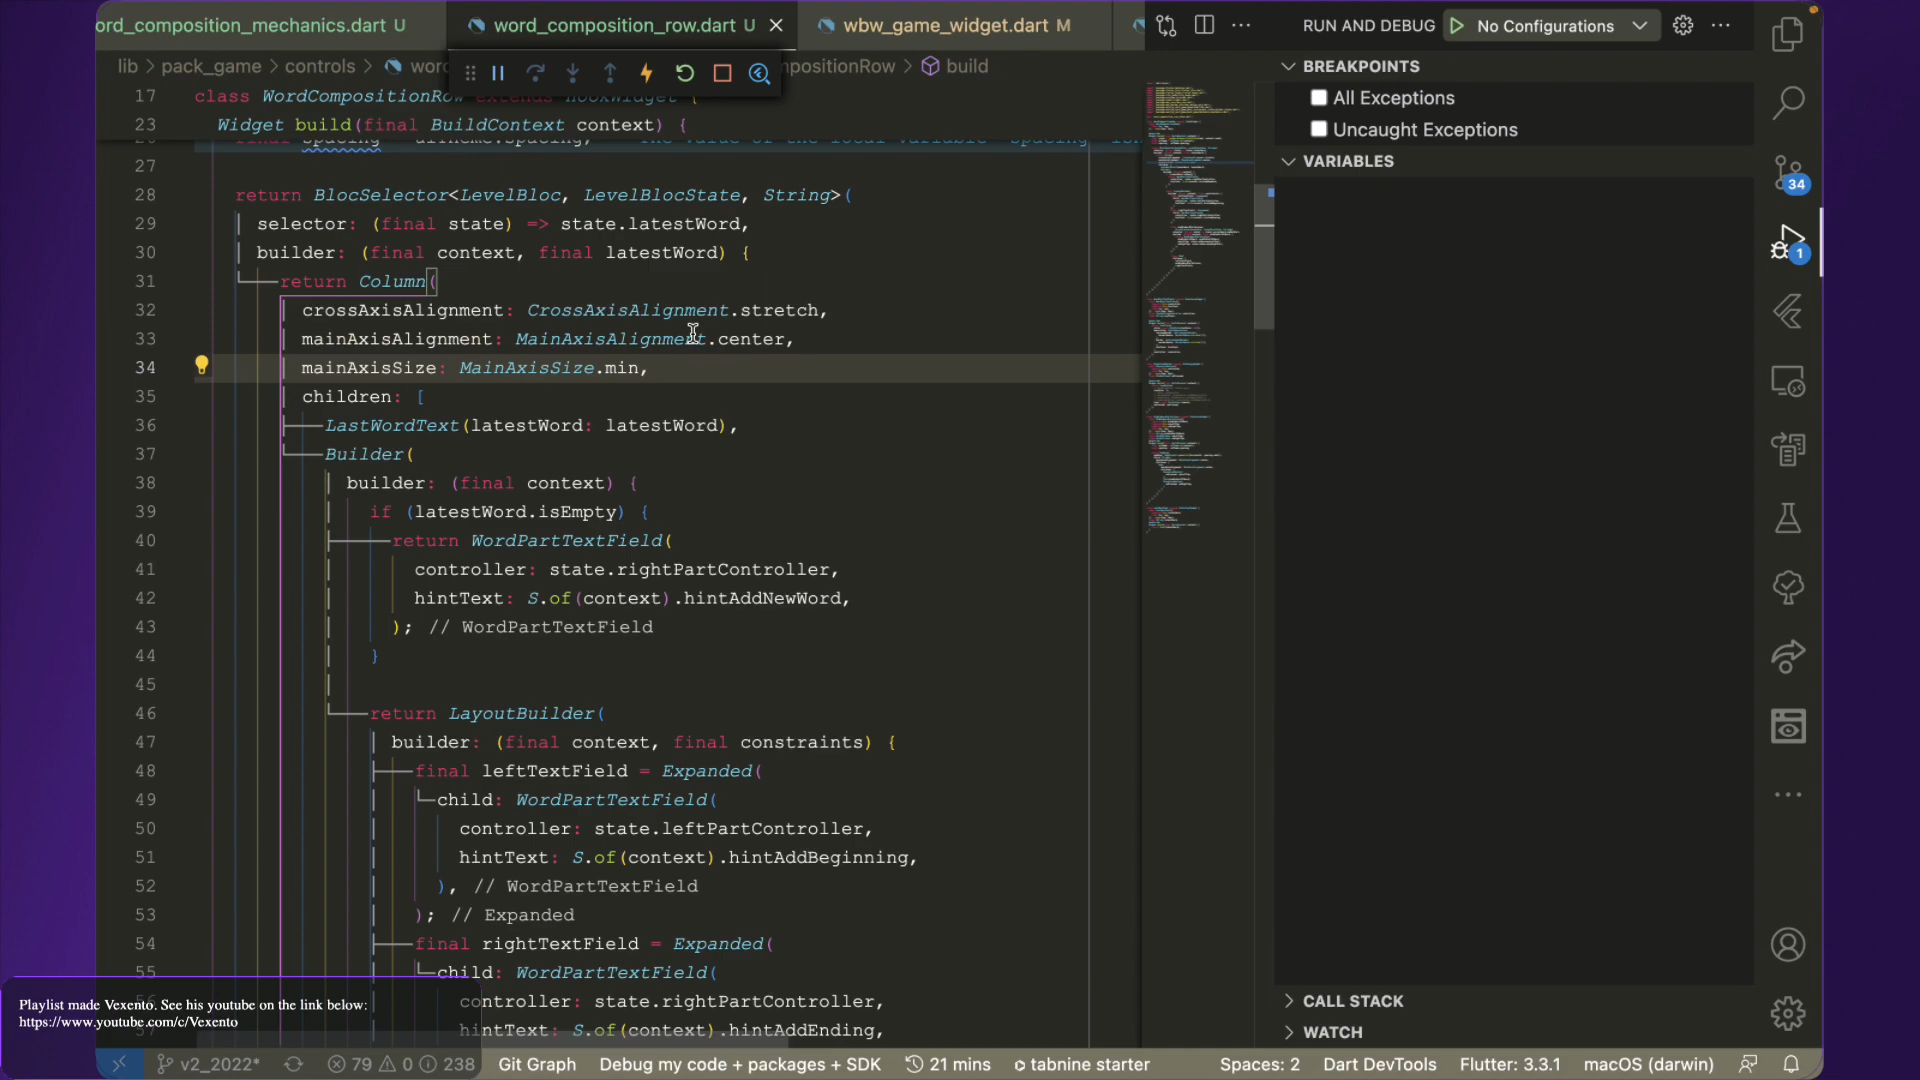 ord_composition_mechanics.dart U
word_composition_row.dart U
wbw_game_widget.dart M
RUN AND DEBUG
No Configurations
lib > pack_game > controls > wor
positionRow > build
BREAKPOINTS
All Exceptions
Uncaught Exceptions
VARIABLES
17 class WordCompositionRow extends HookWidget {
23 Widget build(final BuildContext context) {
27
28 return BlocSelector<LevelBloc, LevelBlocState, String>(
29 selector: (final state) => state.latestWord,
30 builder: (final context, final latestWord) {
31 return Column(
32 crossAxisAlignment: CrossAxisAlignment.stretch,
33 mainAxisAlignment: MainAxisAlignment.center,
34 mainAxisSize: MainAxisSize.min,
35 children: [
36 LastWordText(latestWord: latestWord),
37 Builder(
38 builder: (final context) {
39 if (latestWord.isEmpty) {
40 return WordPartTextField(
41 controller: state.rightPartController,
42 hintText: S.of(context).hintAddNewWord,
43 ); // WordPartTextField
44 }
45
46 return LayoutBuilder(
47 builder: (final context, final constraints) {
48 final leftTextField = Expanded(
49 child: WordPartTextField(
50 controller: state.leftPartController,
51 hintText: S.of(context).hintAddBeginning,
52 ), // WordPartTextField
53 ); // Expanded
54 final rightTextField = Expanded(
55 child: WordPartTextField(
56 controller: state.rightPartController,
hintText: S.of(context).hintAddEnding,
34
1
CALL STACK
WATCH
Playlist made Vexento. See his youtube on the link below:
https://www.youtube.com/c/Vexento
v2_2022*
79 0 238
Git Graph
Debug my code + packages + SDK
21 mins
tabnine starter
Spaces: 2
Dart DevTools
Flutter: 3.3.1
macOS (darwin)